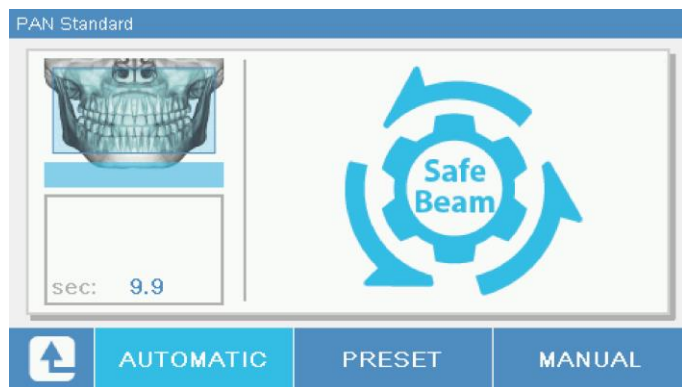 PAN Standard
Safe
Beam
sec: 9.9
AUTOMATIC PRESET MANUAL